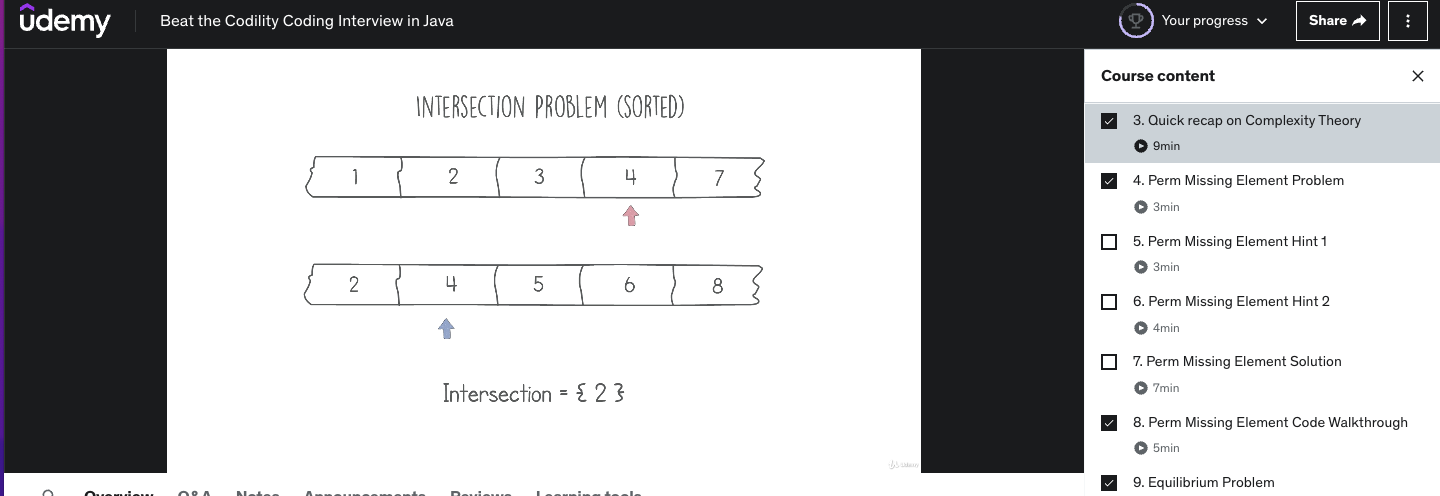 udemy
Beat the Codility Coding Interview in Java
Your progress
Share
INTERSECTION PROBLEM (SORTED)
1 2 3 4 7
2 4 5 6 8
Intersection = { 2 }
Udemy
Overview Q&A Notes Announcements Reviews Learning tools
Course content
3. Quick recap on Complexity Theory
9min
4. Perm Missing Element Problem
3min
5. Perm Missing Element Hint 1
3min
6. Perm Missing Element Hint 2
4min
7. Perm Missing Element Solution
7min
8. Perm Missing Element Code Walkthrough
5min
9. Equilibrium Problem